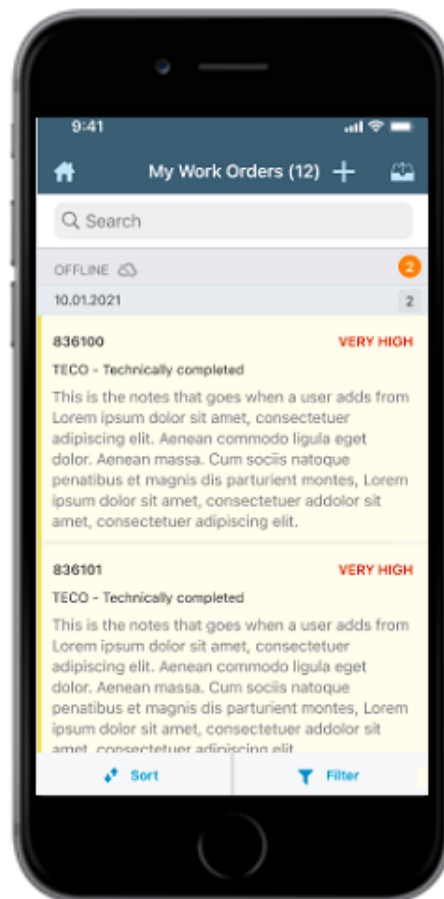 9:41
My Work Orders (12)
Search
OFFLINE 2
10.01.2021 2
836100 VERY HIGH
TECO - Technically completed
This is the notes that goes when a user adds from
Lorem ipsum dolor sit amet, consectetuer
adipiscing elit. Aenean commodo ligula eget
dolor. Aenean massa. Cum sociis natoque
penatibus et magnis dis parturient montes, Lorem
ipsum dolor sit amet, consectetuer addolor sit
amet, consectetuer adipiscing elit.
836101 VERY HIGH
TECO - Technically completed
This is the notes that goes when a user adds from
Lorem ipsum dolor sit amet, consectetuer
adipiscing elit. Aenean commodo ligula eget
dolor. Aenean massa. Cum sociis natoque
penatibus et magnis dis parturient montes, Lorem
ipsum dolor sit amet, consectetuer addolor sit
amet, consectetuer adipiscing elit.
Sort Filter